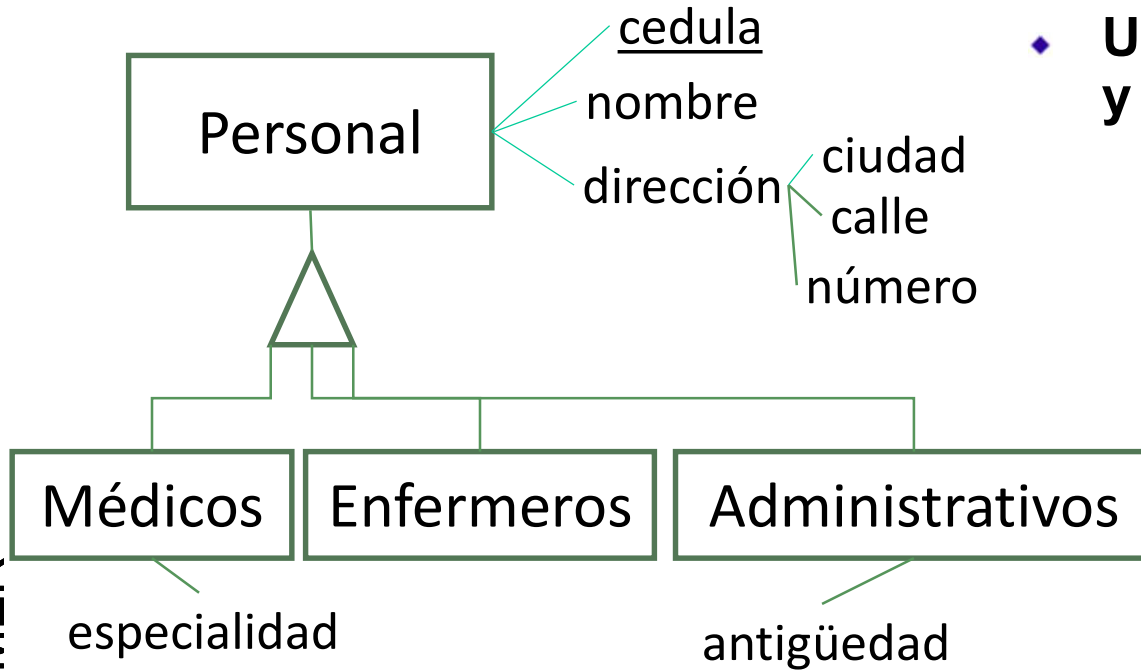 cedula
U
Personal
nombre
y
dirección
ciudad
calle
número
Médicos
Enfermeros
Administrativos
especialidad
antigüedad